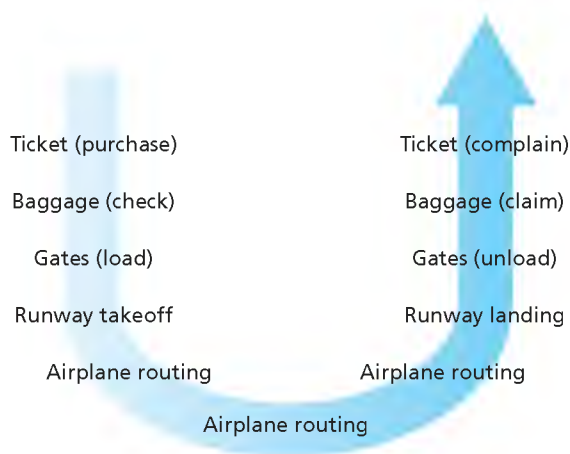 Ticket (purchase)
Baggage (check)
Gates (load)
Runway takeoff
Airplane routing
Airplane routing
Airplane routing
Runway landing
Gates (unload)
Baggage (claim)
Ticket (complain)